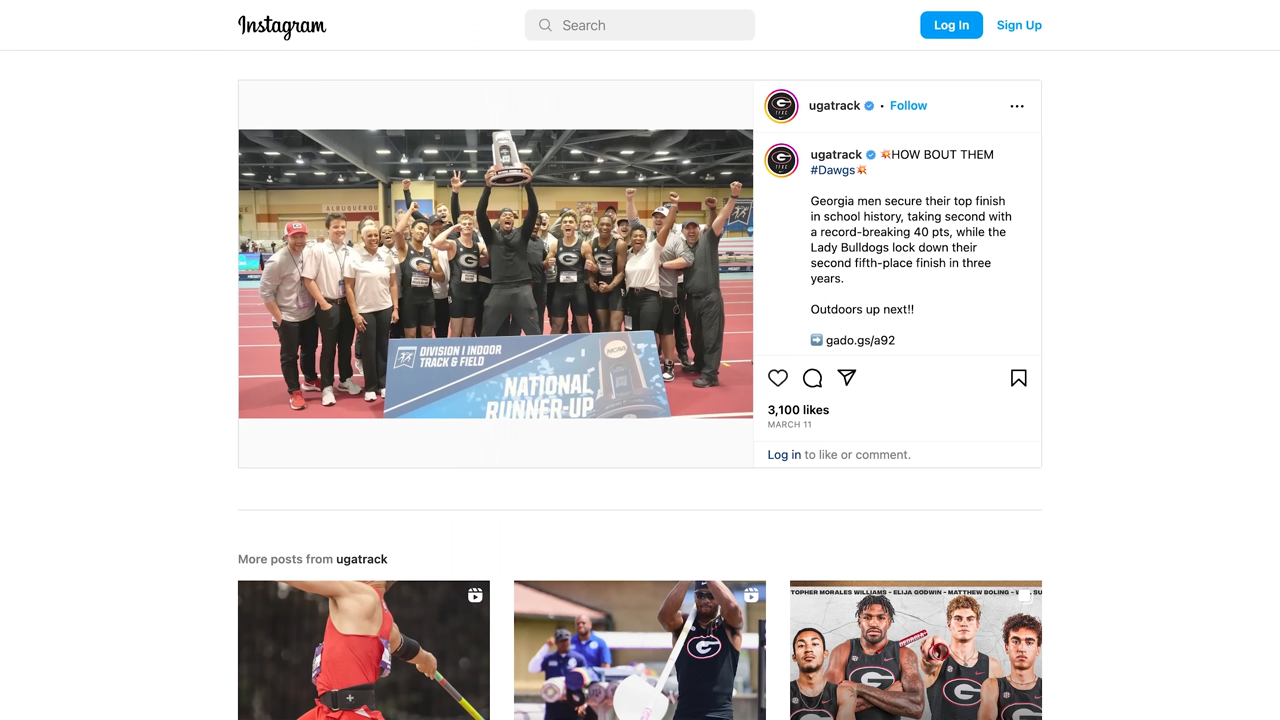 Instagram
Search
Log In
Sign Up
ALBUQUERQUE
NCAA
DIVISION I INDOOR
TRACK & FIELD
NATIONAL
RUNNER-UP
ugatrack • Follow
ugatrack 💥HOW BOUT THEM
#Dawgs💥
Georgia men secure their top finish
in school history, taking second with
a record-breaking 40 pts, while the
Lady Bulldogs lock down their
second fifth-place finish in three
years.
Outdoors up next!!
➡️ gado.gs/a92
3,100 likes
MARCH 11
Log in to like or comment.
More posts from ugatrack
TOPHER MORALES WILLIAMS - ELIJA GODWIN - MATTHEW BOLING - W